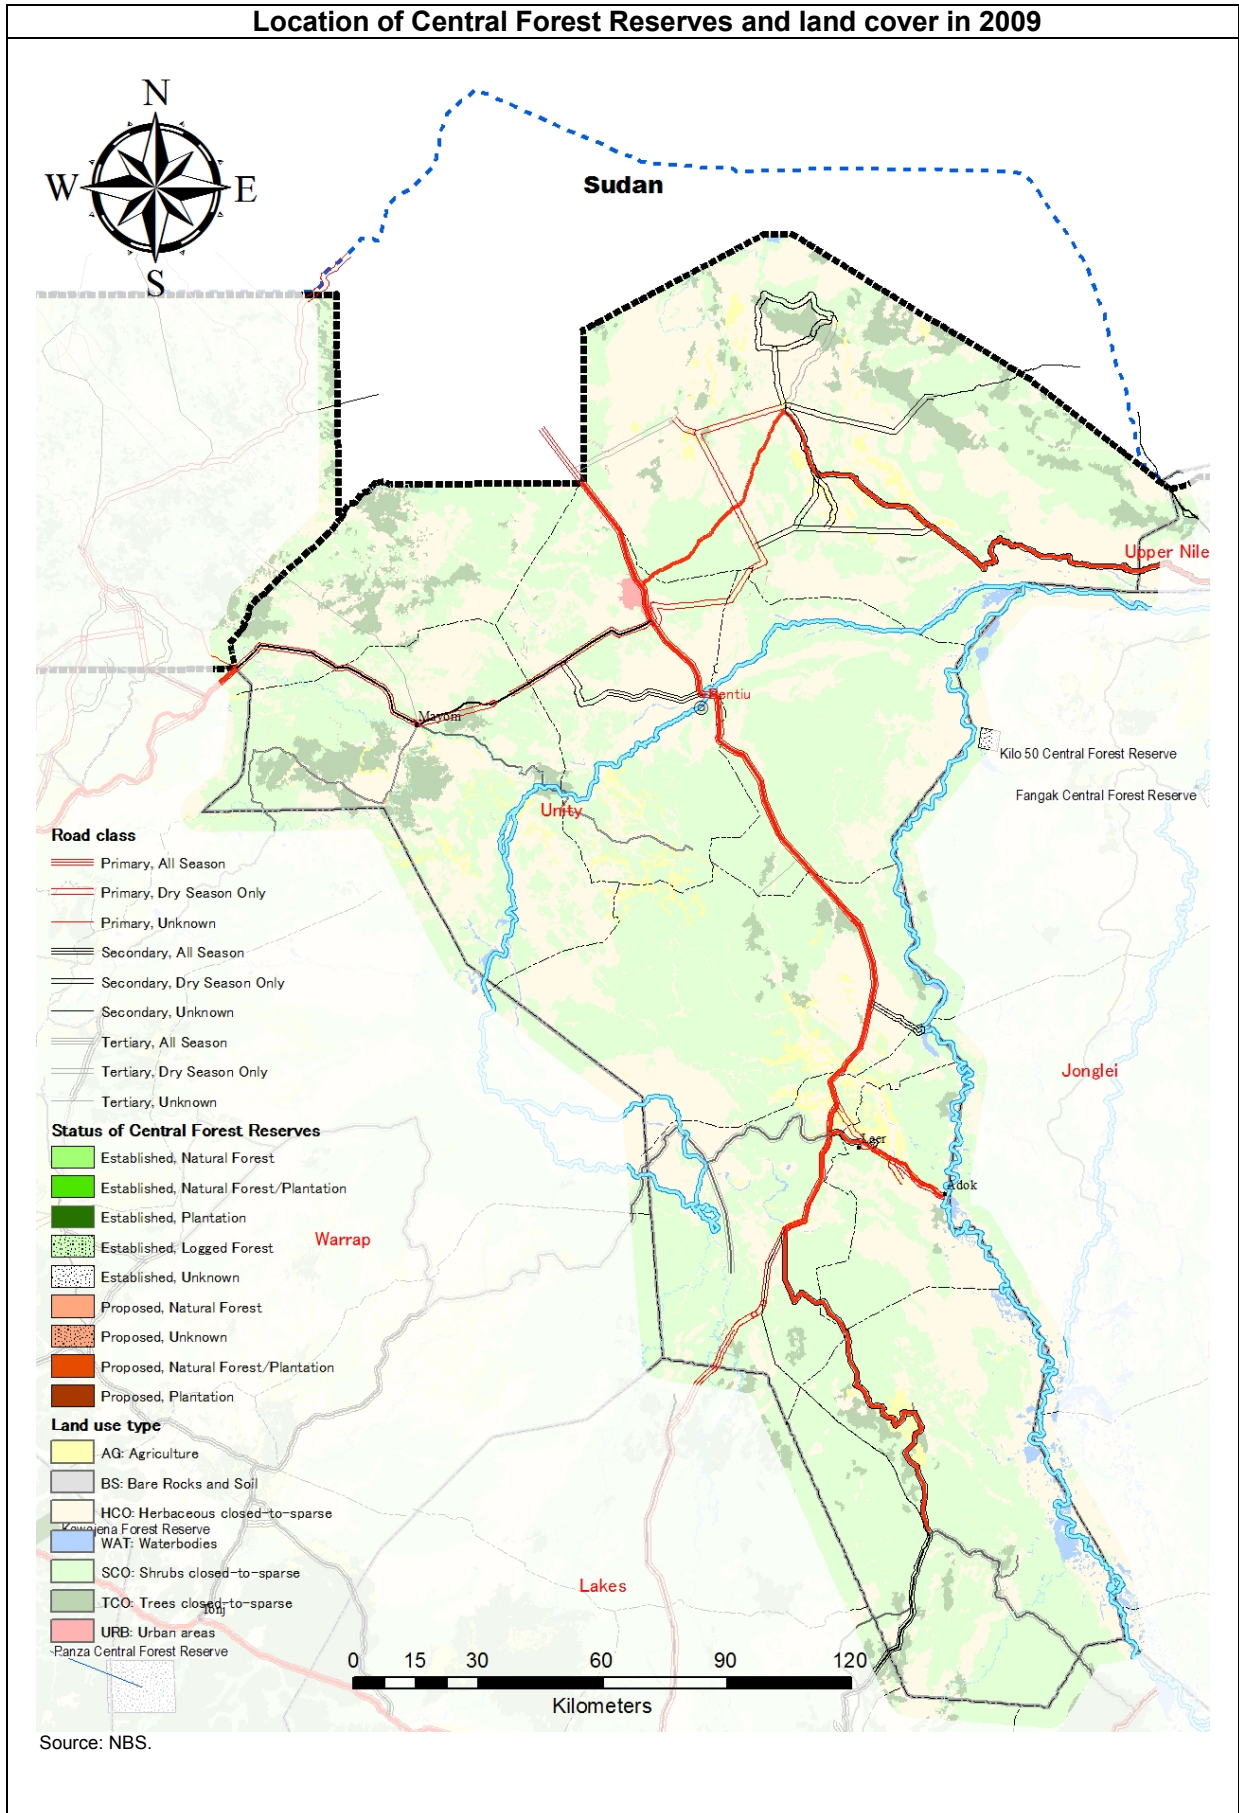 Location of Central Forest Reserves and land cover in 2009
N
W
E
S
Sudan
Upper Nile
Bentiu
Mayom
Kilo 50 Central Forest Reserve
Fangak Central Forest Reserve
Unity
Road class
Primary, All Season
Primary, Dry Season Only
Primary, Unknown
Secondary, All Season
Secondary, Dry Season Only
Secondary, Unknown
Tertiary, All Season
Tertiary, Dry Season Only
Tertiary, Unknown
Jonglei
Status of Central Forest Reserves
Leer
Established, Natural Forest
Established, Natural Forest/Plantation
Adok
Established, Plantation
Established, Logged Forest
Warrap
Established, Unknown
Proposed, Natural Forest
Proposed, Unknown
Proposed, Natural Forest/Plantation
Proposed, Plantation
Land use type
AG: Agriculture
BS: Bare Rocks and Soil
HCO: Herbaceous closed-to-sparse
Forest Reserve
WAT: Waterbodies
SCO: Shrubs closed-to-sparse
Lakes
TCO: Trees closed-to-sparse
Tonj
URB: Urban areas
Panza Central Forest Reserve
0 15 30 60 90 120
Kilometers
Source: NBS.